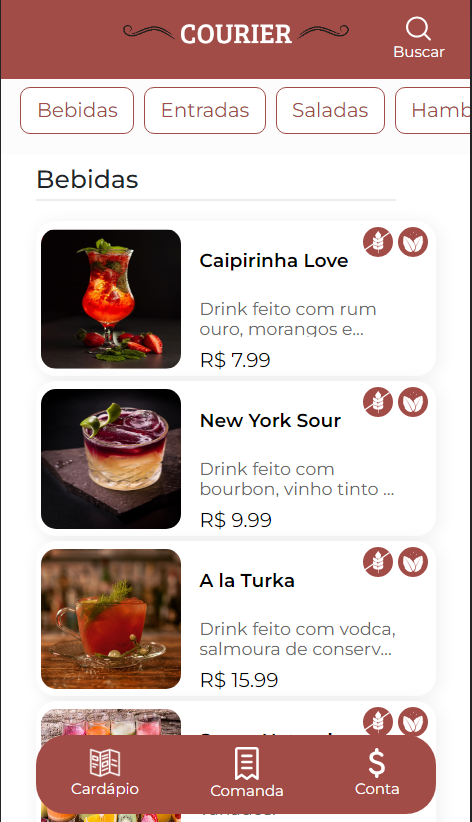 COURIER
Buscar
Bebidas
Entradas
Saladas
Hamb
Bebidas
Caipirinha Love
Drink feito com rum
ouro, morangos e...
R$ 7.99
New York Sour
Drink feito com
bourbon, vinho tinto ...
R$ 9.99
A la Turka
Drink feito com vodca,
salmoura de conserv...
R$ 15.99
Cardápio
Comanda
Conta